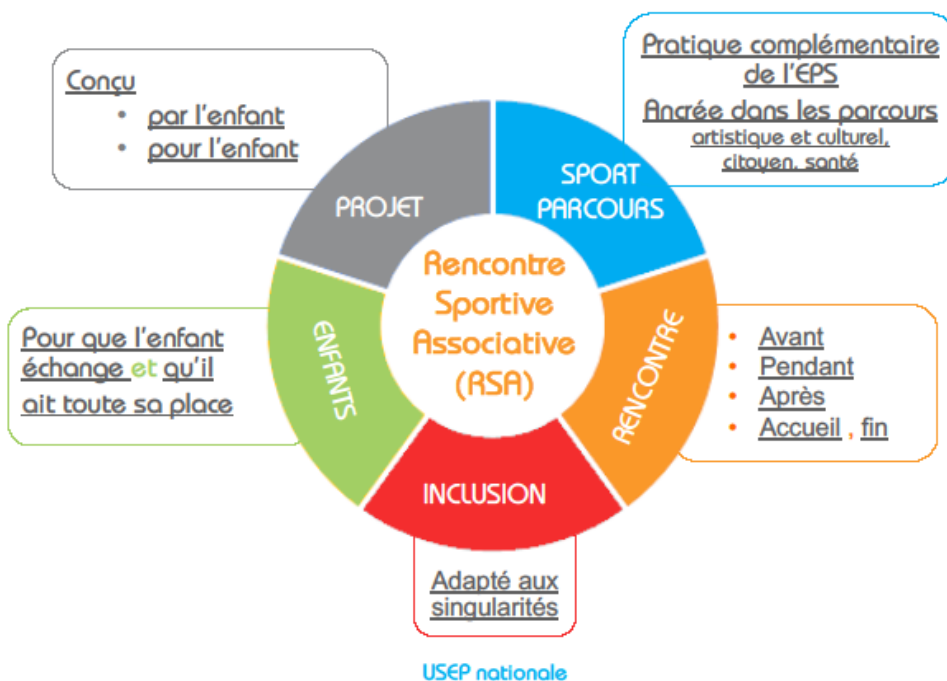 Conçu
• par l'enfant
• pour l'enfant
Pratique complémentaire
de l'EPS
Ancrée dans les parcours
artistique et culturel,
citoyen, santé
PROJET
SPORT
PARCOURS
Rencontre
Sportive
Associative
(RSA)
ENFANTS
RENCONTRE
INCLUSION
Pour que l'enfant
échange et qu'il
ait toute sa place
• Avant
• Pendant
• Après
• Accueil , fin
Adapté aux
singularités
USEP nationale